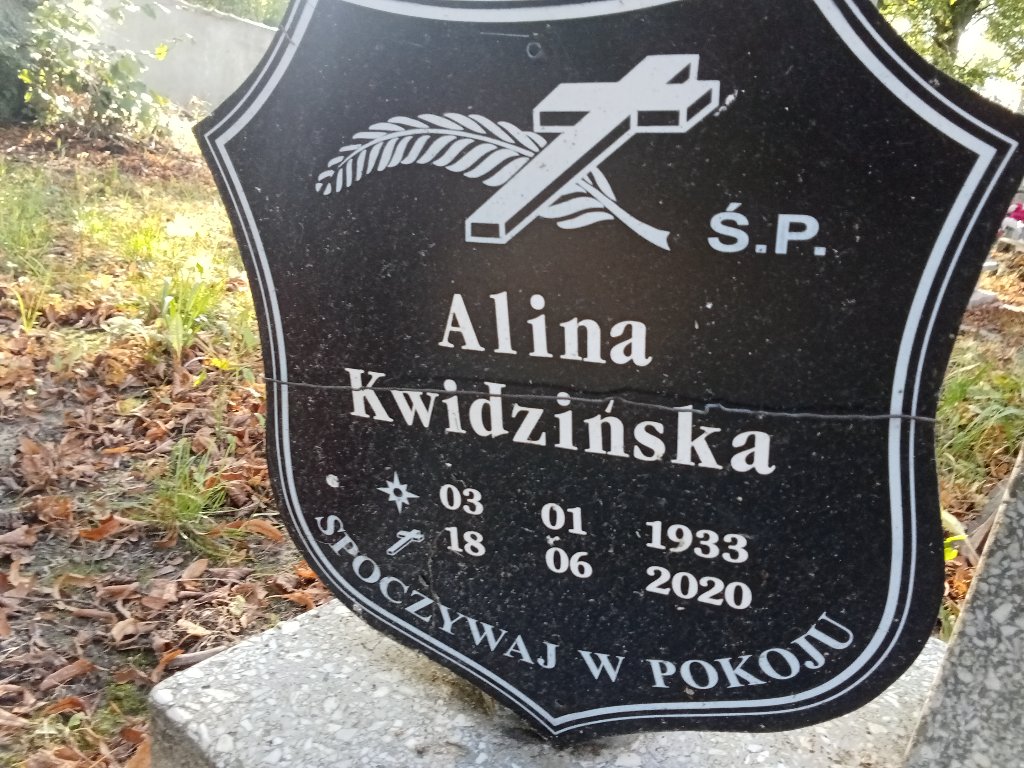 Ś.P.
Alina
Kwidzińska
03 01 1933
18 06 2020
SPOCZYWAJ W POKOJU